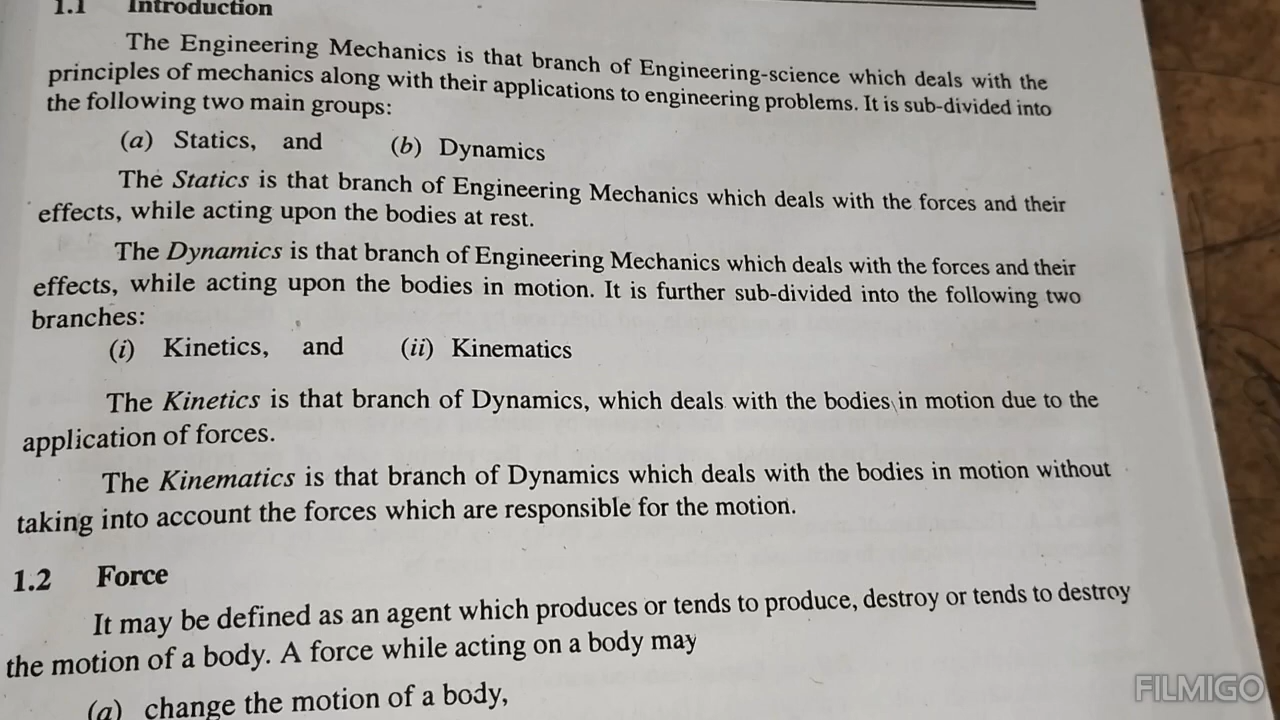 1.1 Introduction
The Engineering Mechanics is that branch of Engineering-science which deals with the
principles of mechanics along with their applications to engineering problems. It is sub-divided into
the following two main groups:
(a) Statics, and (b) Dynamics
The Statics is that branch of Engineering Mechanics which deals with the forces and their
effects, while acting upon the bodies at rest.
The Dynamics is that branch of Engineering Mechanics which deals with the forces and their
effects, while acting upon the bodies in motion. It is further sub-divided into the following two
branches:
(i) Kinetics, and (ii) Kinematics
The Kinetics is that branch of Dynamics, which deals with the bodies in motion due to the
application of forces.
The Kinematics is that branch of Dynamics which deals with the bodies in motion without
taking into account the forces which are responsible for the motion.
1.2 Force
It may be defined as an agent which produces or tends to produce, destroy or tends to destroy
the motion of a body. A force while acting on a body may
(a) change the motion of a body,
FILMIGO